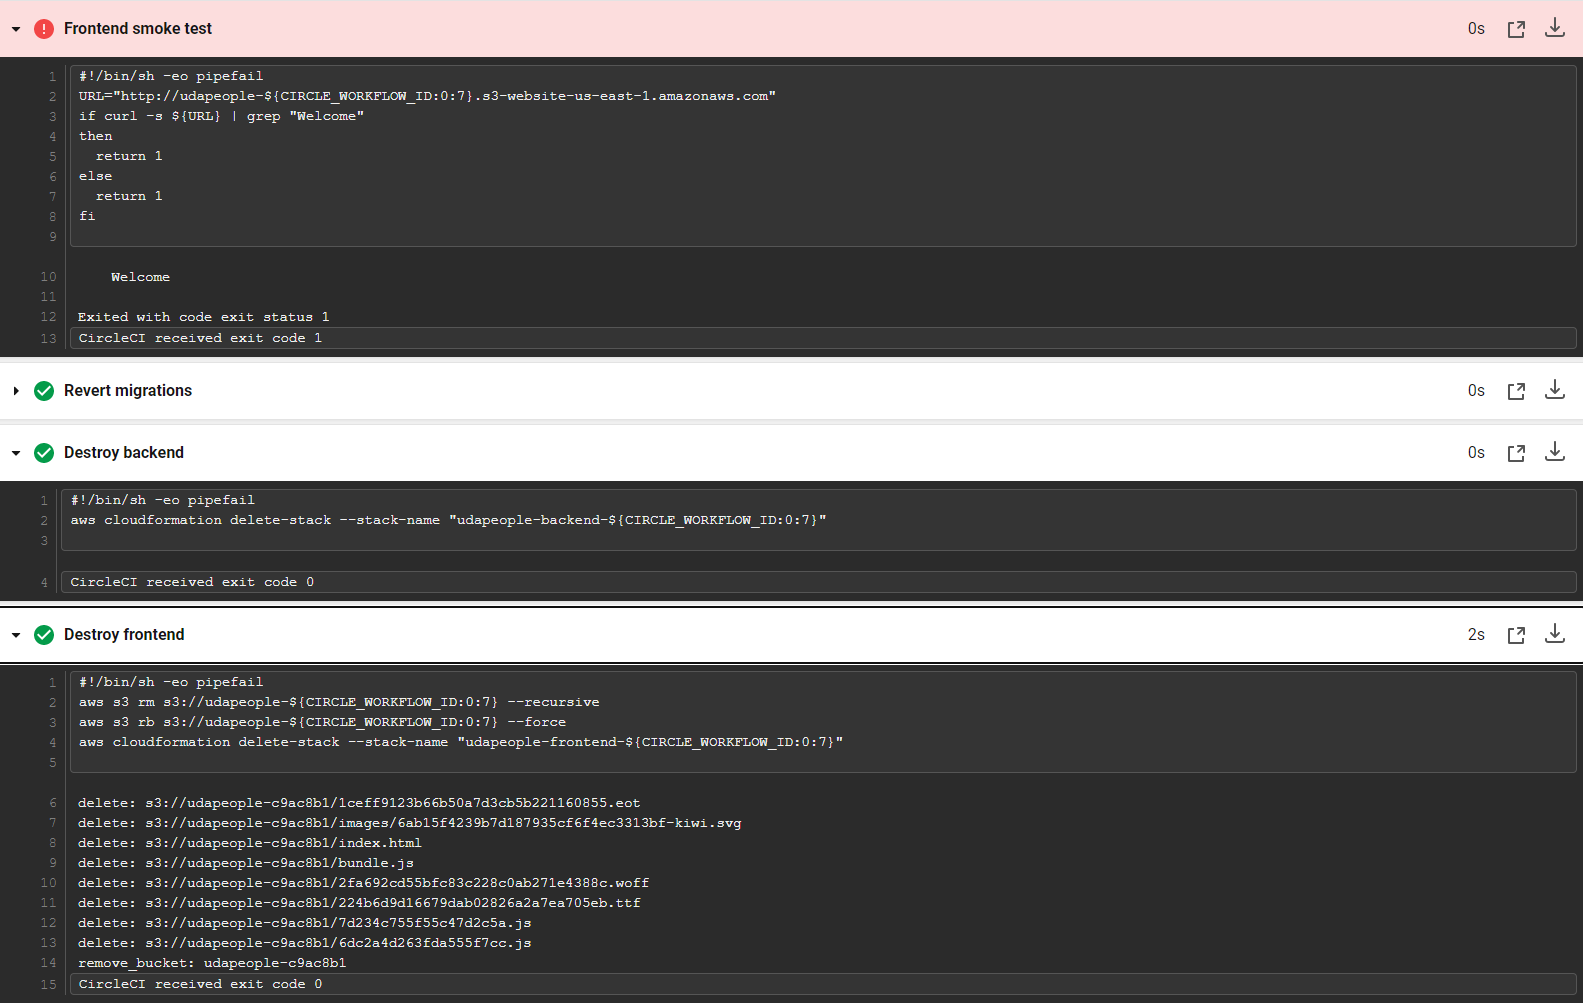 Frontend smoke test 0s
1 #!/bin/sh -eo pipefail
2 URL="http://udapeople-${CIRCLE_WORKFLOW_ID:0:7}.s3-website-us-east-1.amazonaws.com"
3 if curl -s ${URL} | grep "Welcome"
4 then
5 return 1
6 else
7 return 1
8 fi
9
10 Welcome
11
12 Exited with code exit status 1
13 CircleCI received exit code 1
Revert migrations 0s
Destroy backend 0s
1 #!/bin/sh -eo pipefail
2 aws cloudformation delete-stack --stack-name "udapeople-backend-${CIRCLE_WORKFLOW_ID:0:7}"
3
4 CircleCI received exit code 0
Destroy frontend 2s
1 #!/bin/sh -eo pipefail
2 aws s3 rm s3://udapeople-${CIRCLE_WORKFLOW_ID:0:7} --recursive
3 aws s3 rb s3://udapeople-${CIRCLE_WORKFLOW_ID:0:7} --force
4 aws cloudformation delete-stack --stack-name "udapeople-frontend-${CIRCLE_WORKFLOW_ID:0:7}"
5
6 delete: s3://udapeople-c9ac8b1/1ceff9123b66b50a7d3cb5b221160855.eot
7 delete: s3://udapeople-c9ac8b1/images/6ab15f4239b7d187935cf6f4ec3313bf-kiwi.svg
8 delete: s3://udapeople-c9ac8b1/index.html
9 delete: s3://udapeople-c9ac8b1/bundle.js
10 delete: s3://udapeople-c9ac8b1/2fa692cd55bfc83c228c0ab271e4388c.woff
11 delete: s3://udapeople-c9ac8b1/224b6d9d16679dab02826a2a7ea705eb.ttf
12 delete: s3://udapeople-c9ac8b1/7d234c755f55c47d2c5a.js
13 delete: s3://udapeople-c9ac8b1/6dc2a4d263fda555f7cc.js
14 remove_bucket: udapeople-c9ac8b1
15 CircleCI received exit code 0